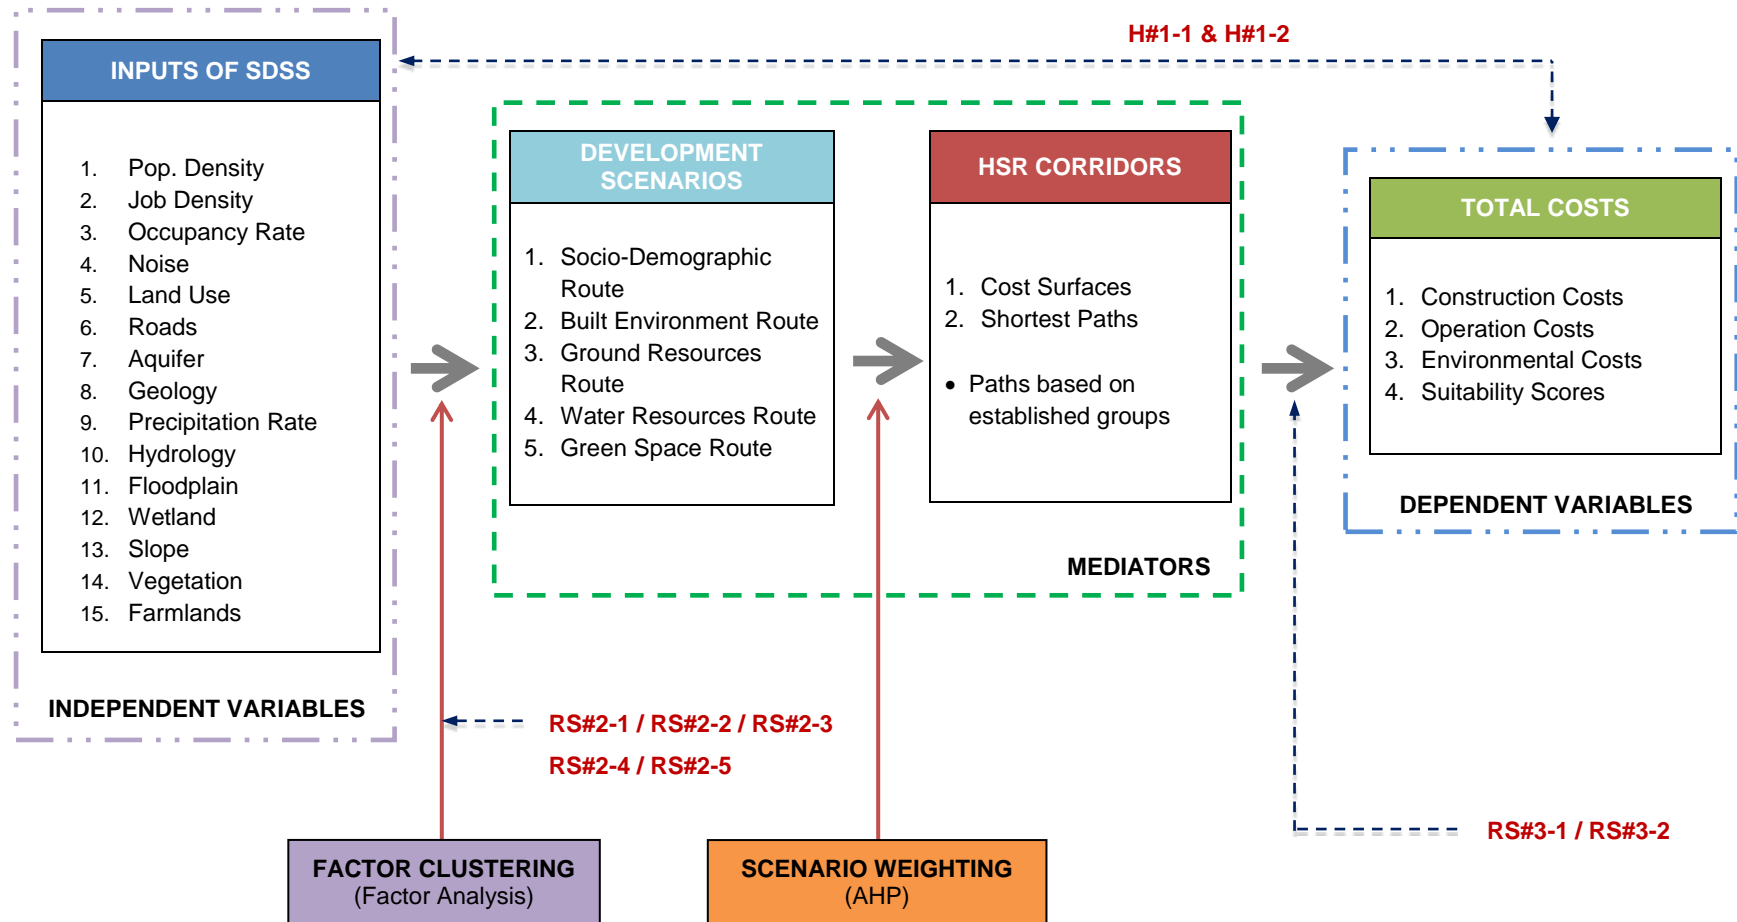 H#1-1 & H#1-2
INPUTS OF SDSS
1. Pop. Density
2. Job Density
3. Occupancy Rate
4. Noise
5. Land Use
6. Roads
7. Aquifer
8. Geology
9. Precipitation Rate
10. Hydrology
11. Floodplain
12. Wetland
13. Slope
14. Vegetation
15. Farmlands
INDEPENDENT VARIABLES
DEVELOPMENT
SCENARIOS
1. Socio-Demographic
Route
2. Built Environment Route
3. Ground Resources
Route
4. Water Resources Route
5. Green Space Route
HSR CORRIDORS
1. Cost Surfaces
2. Shortest Paths
• Paths based on
established groups
MEDIATORS
TOTAL COSTS
1. Construction Costs
2. Operation Costs
3. Environmental Costs
4. Suitability Scores
DEPENDENT VARIABLES
RS#2-1 / RS#2-2 / RS#2-3
RS#2-4 / RS#2-5
RS#3-1 / RS#3-2
FACTOR CLUSTERING
(Factor Analysis)
SCENARIO WEIGHTING
(AHP)